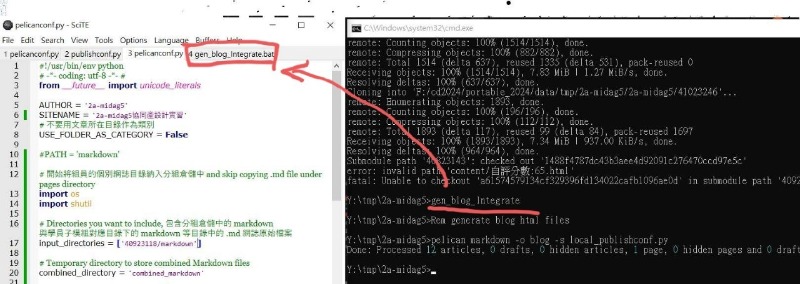 pelicanconf.py - SciTE
1 pelicanconf.py 2 publishconf.py 3 pelicanconf.py 4 gen_blog_Integrate.bat
1 #!/usr/bin/env python
2 # -*- coding: utf-8 -*- #
3 from __future__ import unicode_literals
4
5 AUTHOR = '2a-midag5'
6 SITENAME = '2a-midag5協同產設計實習'
7 # 不要用文章所在目錄作為類別
8 USE_FOLDER_AS_CATEGORY = False
9
10 #PATH = 'markdown'
11
12 # 開始將組員的個別網誌目錄納入分組倉儲中 and skip copying .md file under pages directory
13 import os
14 import shutil
15
16 # Directories you want to include, 包含分組倉儲中的 markdown
與學員子模組對應目錄下的 markdown 等目錄中的 .md 網誌原始檔案
17 input_directories = ['40923118/markdown']
18
19 # Temporary directory to store combined Markdown files
20 combined_directory = 'combined_markdown'
21
C:\Windows\system32\cmd.exe
remote: Counting objects: 100% (1514/1514), done.
remote: Compressing objects: 100% (882/882), done.
remote: Total 1514 (delta 637), reused 1335 (delta 531), pack-reused 0
Receiving objects: 100% (1514/1514), 7.83 MiB | 1.27 MiB/s, done.
Resolving deltas: 100% (637/637), done.
Cloning into 'F:/cd2024/portable_2024/data/tmp/2a-midag5/2a-midag5/41023246'...
remote: Enumerating objects: 1893, done.
remote: Counting objects: 100% (196/196), done.
remote: Compressing objects: 100% (112/112), done.
remote: Total 1893 (delta 117), reused 99 (delta 84), pack-reused 1697
Receiving objects: 100% (1893/1893), 7.34 MiB | 937.00 KiB/s, done.
Resolving deltas: 100% (964/964), done.
Submodule path '40823143': checked out '1488f4787dc43b3aee4d92091c276470ccd97e5c'
error: invalid path 'content/自評分數:65.html'
fatal: Unable to checkout 'a61574579134cf329396fd134022cafb1096ae0d' in submodule path '4092
Y:\tmp\2a-midag5>gen_blog_Integrate
Y:\tmp\2a-midag5>Rem generate blog html files
Y:\tmp\2a-midag5>pelican markdown -o blog -s local_publishconf.py
Done: Processed 12 articles, 0 drafts, 0 hidden articles, 1 page, 0 hidden pages and 0 draft
Y:\tmp\2a-midag5>